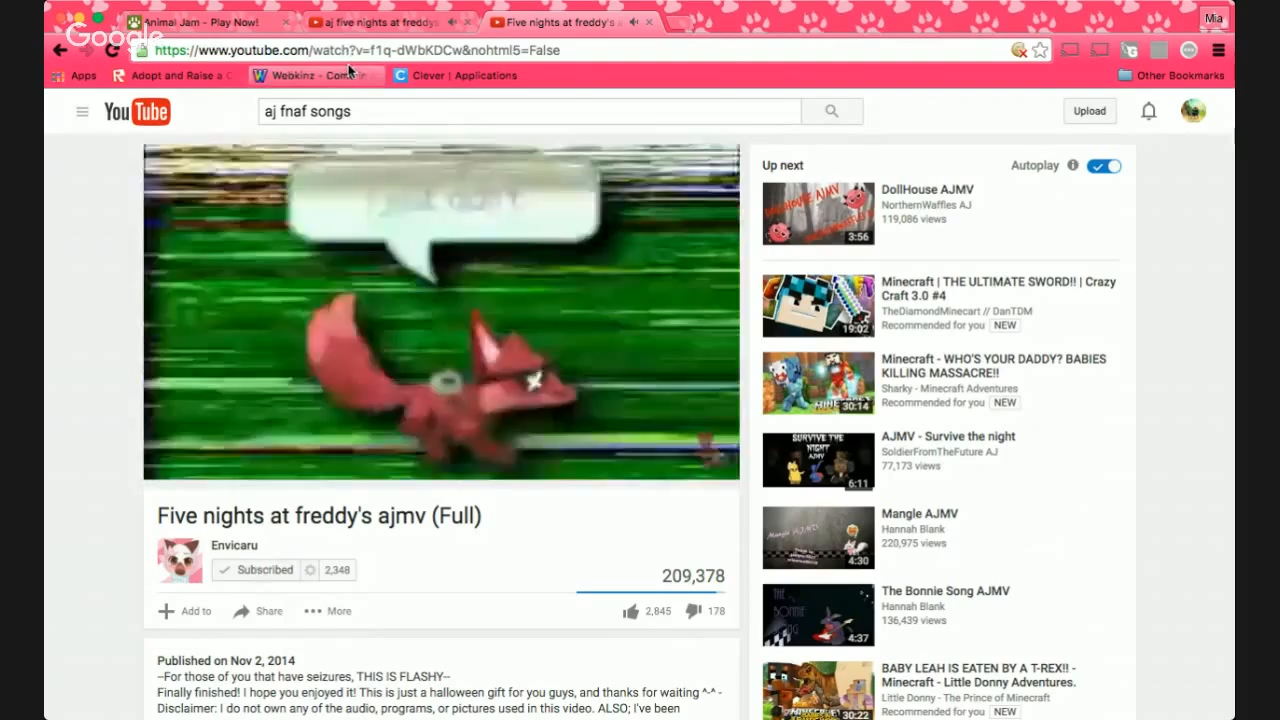 Animal Jam - Play Now!
aj five nights at freddys
Five nights at freddy's a
Mia
Google
https://www.youtube.com/watch?v=f1q-dWbKDCw&nohtml5=False
Apps
Adopt and Raise a C
Webkinz - Com
Clever | Applications
Other Bookmarks
YouTube
aj fnaf songs
Upload
Up next
Autoplay
DollHouse AJMV
NorthernWaffles AJ
119,086 views
3:56
Minecraft | THE ULTIMATE SWORD!! | Crazy
Craft 3.0 #4
TheDiamondMinecart // DanTDM
Recommended for you NEW
19:02
Minecraft - WHO'S YOUR DADDY? BABIES
KILLING MASSACRE!!
Sharky - Minecraft Adventures
Recommended for you NEW
30:14
SURVIVE THE
NIGHT
AJMV
AJMV - Survive the night
SoldierFromTheFuture AJ
77,173 views
6:11
Mangle AJMV
Hannah Blank
220,975 views
4:30
THE
BONNIE
The Bonnie Song AJMV
Hannah Blank
136,439 views
4:37
BABY LEAH IS EATEN BY A T-REX!! -
Minecraft - Little Donny Adventures.
Little Donny - The Prince of Minecraft
Recommended for you NEW
30:22
Five nights at freddy's ajmv (Full)
Envicaru
Subscribed 2,348
209,378
Add to Share More
2,845 178
Published on Nov 2, 2014
--For those of you that have seizures, THIS IS FLASHY--
Finally finished! I hope you enjoyed it! This is just a halloween gift for you guys, and thanks for waiting ^-^ -
Disclaimer: I do not own any of the audio, programs, or pictures used in this video. ALSO; I've been